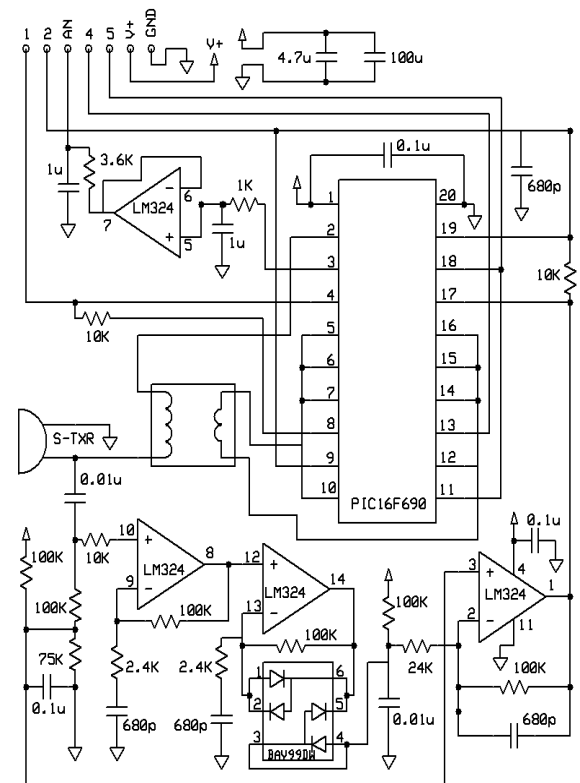 1 2 AN 4 5 V+ GND
V+
4.7u 100u
0.1u
3.6K
1u
LM324
6
7
5
1K
1u
680p
1 20
2 19
3 18
4 17
5 16
6 15
7 14
8 13
9 12
10 11
PIC16F690
10K
10K
S-TXR
0.01u
100K
10K
10
9
8
LM324
100K
75K
0.1u
100K
2.4K
680p
12
13
14
LM324
100K
2.4K
680p
1 6
2 5
3 4
BAV99DW
100K
24K
0.01u
0.1u
3
4
1
2
11
LM324
100K
680p